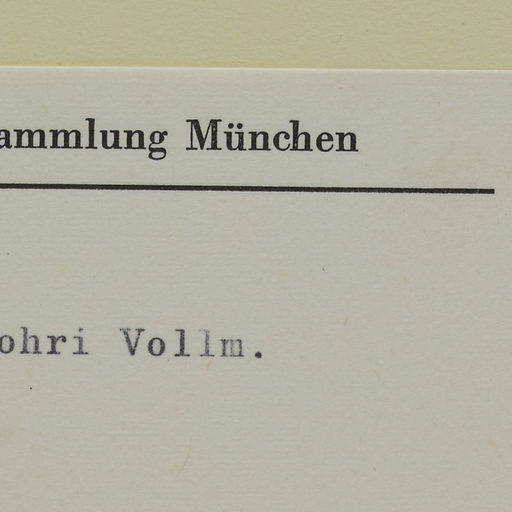 ammlung München
ohri Vollm.